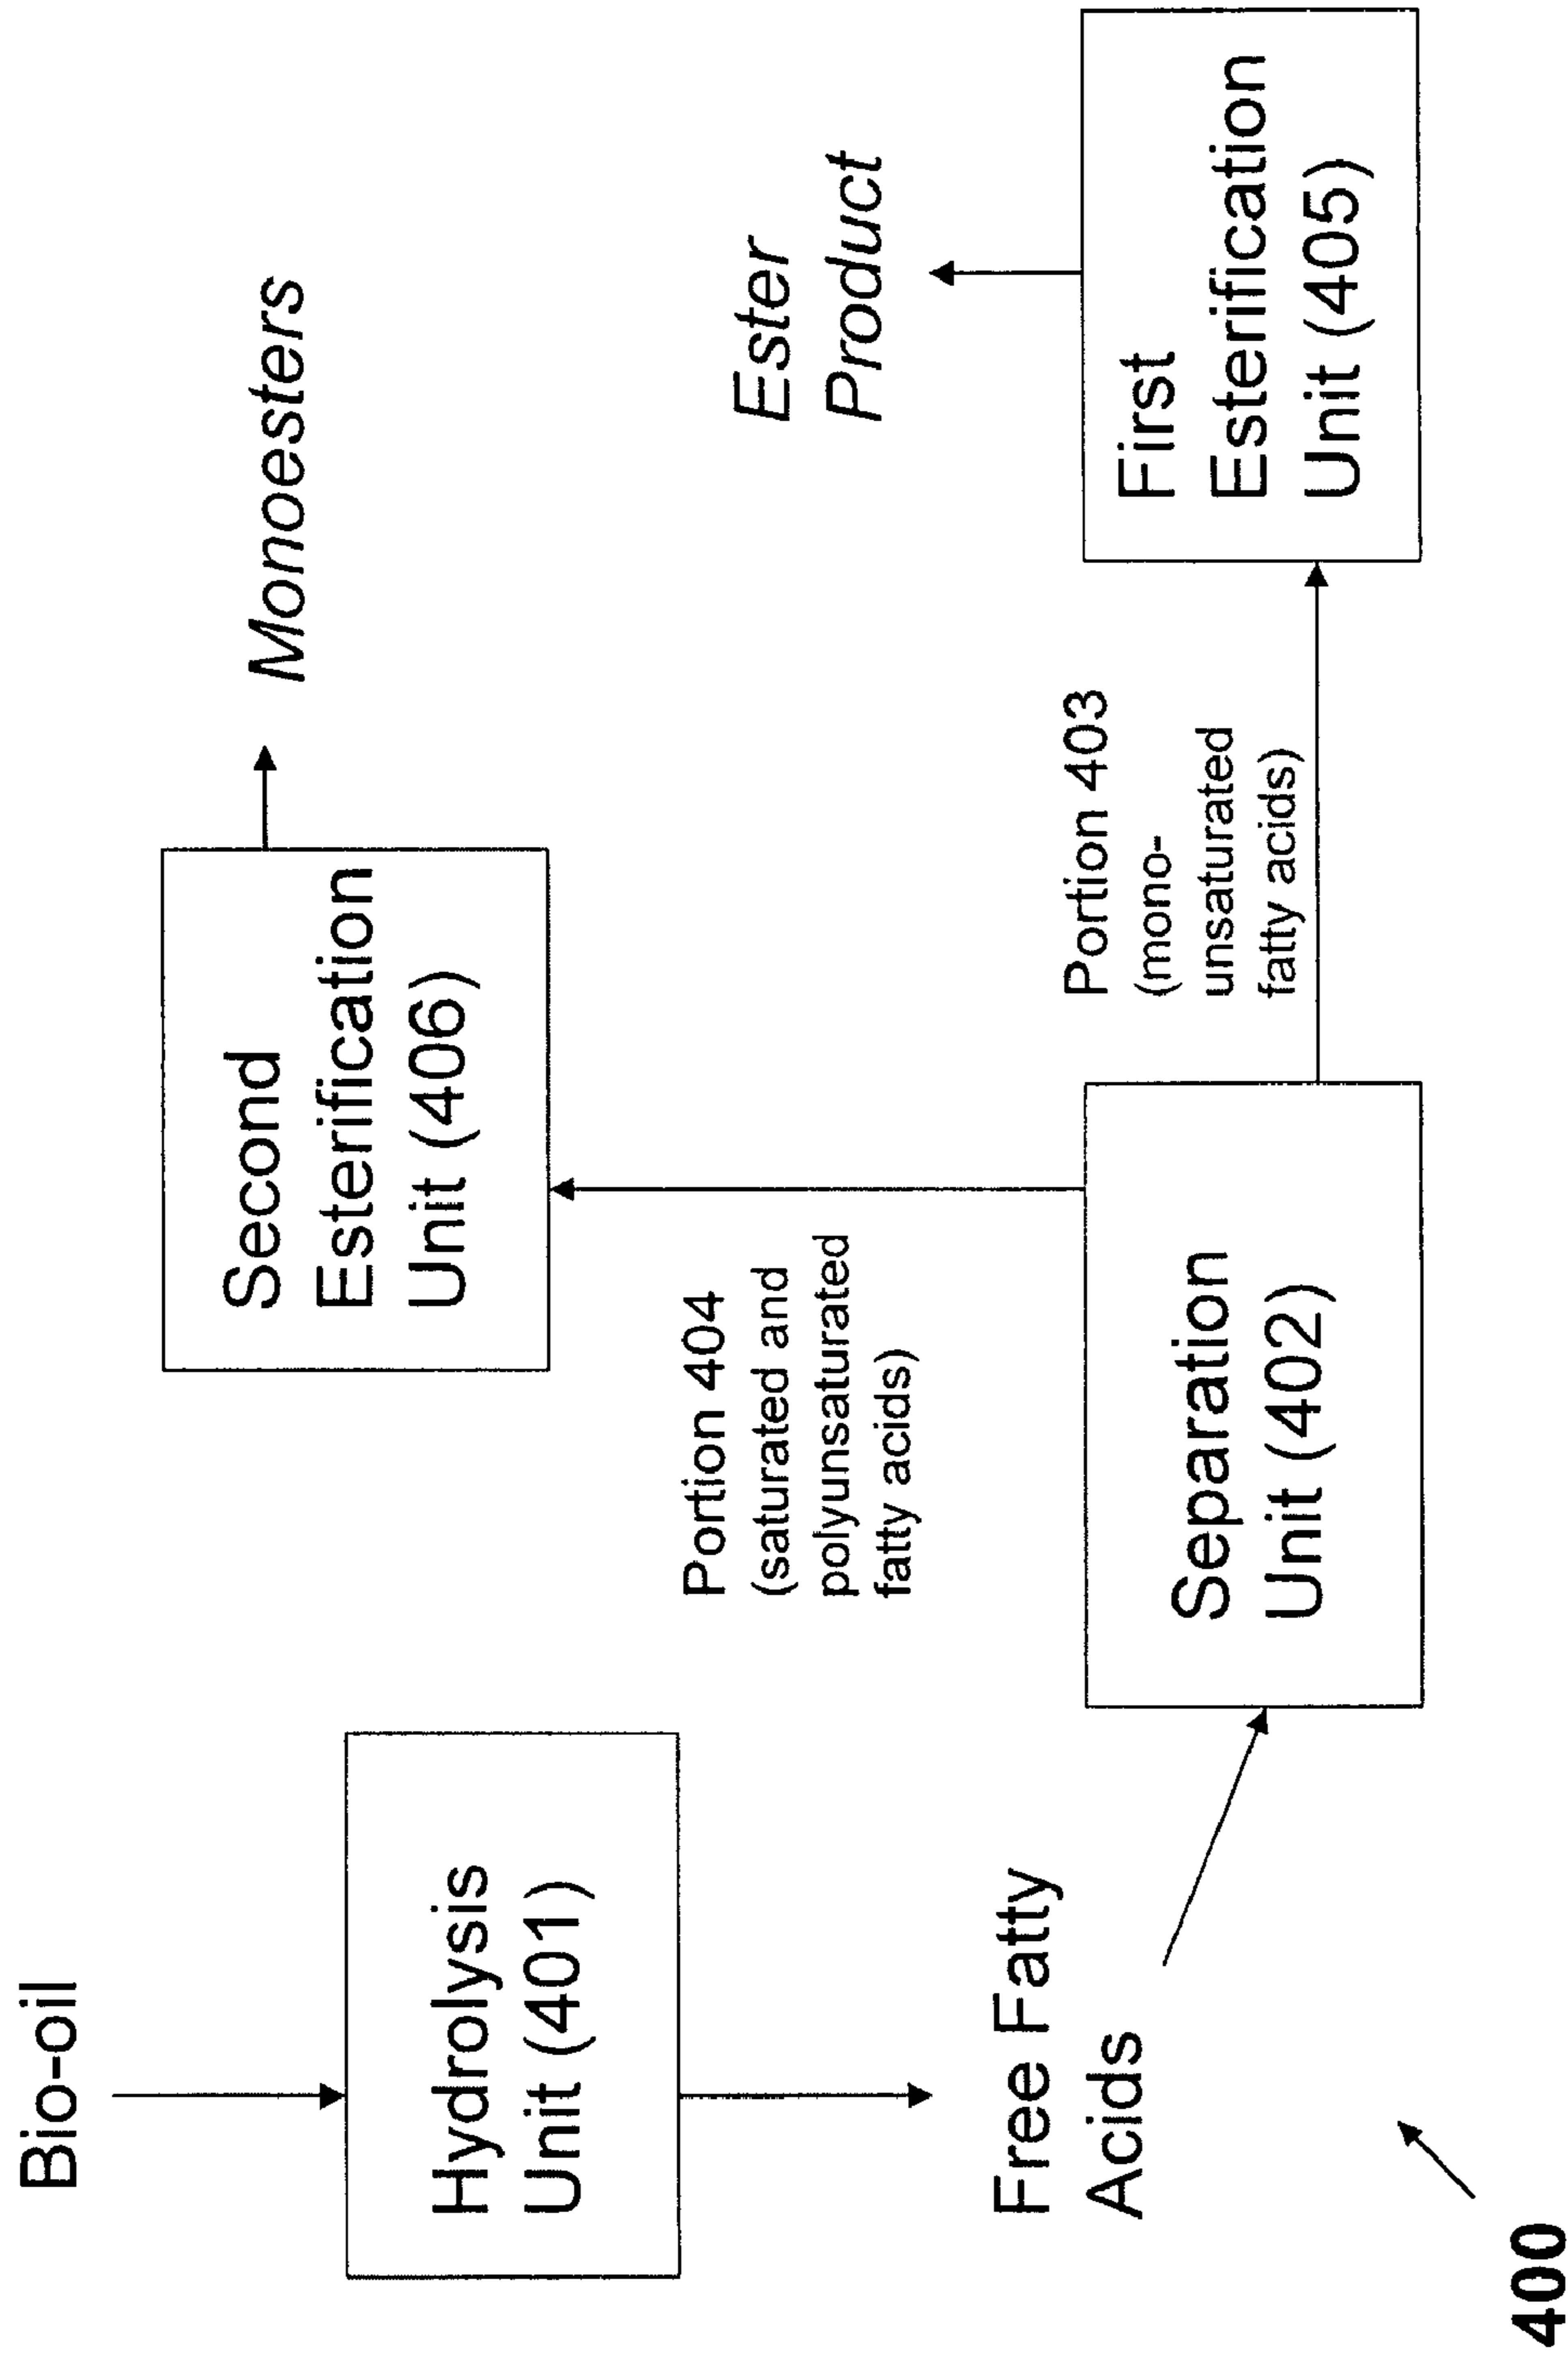 Bio-oil
Hydrolysis
Unit (401)
Free Fatty
Acids
Second
Esterification
Unit (406)
Monoesters
Portion 404
(saturated and
polyunsaturated
fatty acids)
Separation
Unit (402)
Portion 403
(mono-
unsaturated
fatty acids)
Ester
Product
First
Esterification
Unit (405)
400